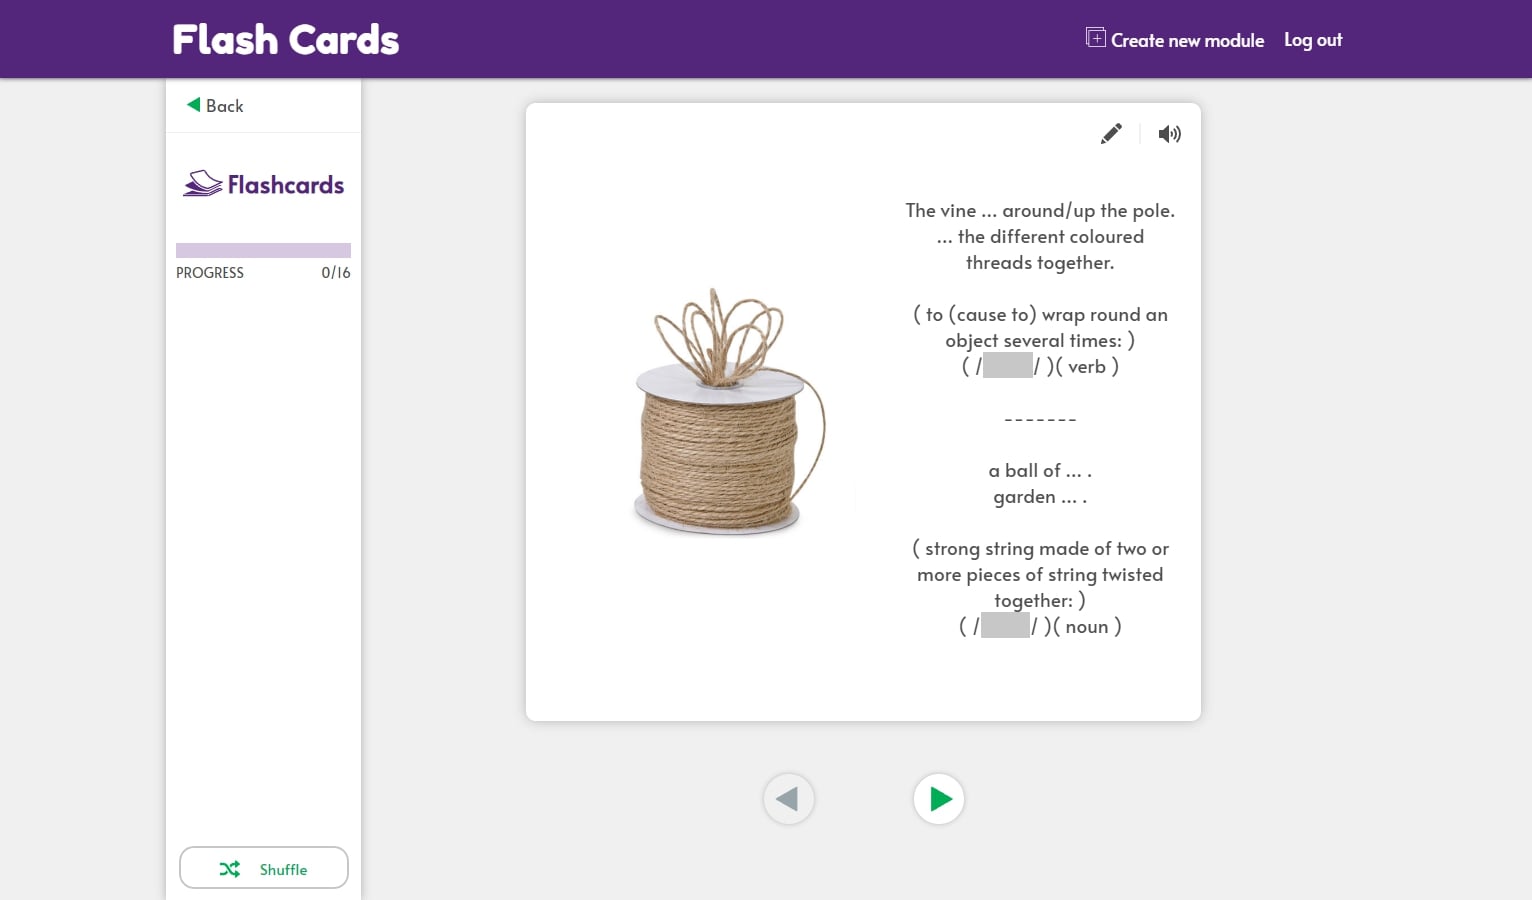 Flash Cards
Create new module
Log out
Back
Flashcards
PROGRESS
0/16
The vine ... around/up the pole.
... the different coloured
threads together.
( to (cause to) wrap round an
object several times: )
( / / )( verb )
-------
a ball of ... .
garden ... .
( strong string made of two or
more pieces of string twisted
together: )
( / / )( noun )
Shuffle